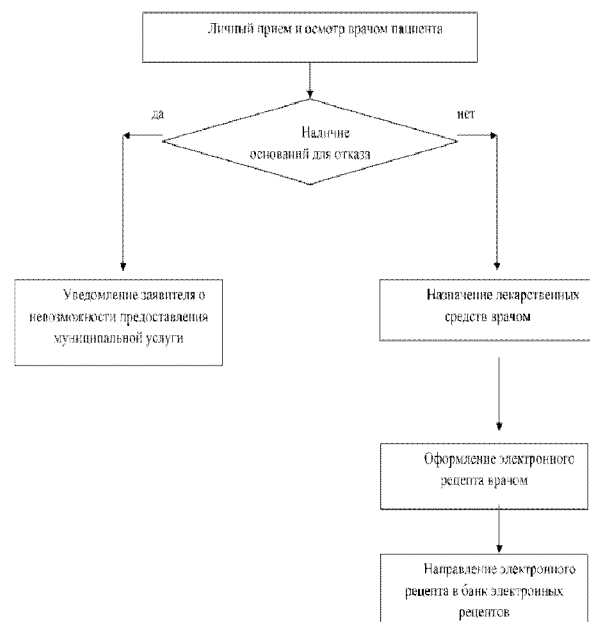 Личный прием и осмотр врачом пациента
да
нет
Наличие
оснований для отказа
Уведомление заявителя о
невозможности предоставления
муниципальной услуги
Назначение лекарственных
средств врачом
Оформление электронного
рецепта врачом
Направление электронного
рецепта в банк электронных
рецептов